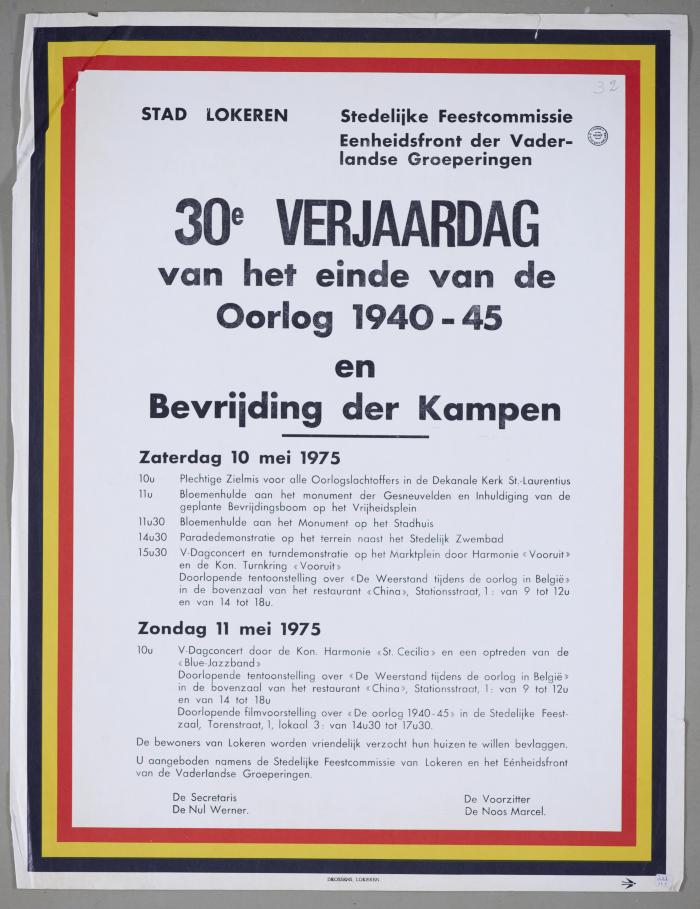 32
STAD LOKEREN
Stedelijke Feestcommissie
Eenheidsfront der Vader-
landse Groeperingen
30e VERJAARDAG
van het einde van de
Oorlog 1940-45
en
Bevrijding der Kampen
Zaterdag 10 mei 1975
10u Plechtige Zielmis voor alle Oorlogslachtoffers in de Dekanale Kerk St.-Laurentius
11u Bloemenhulde aan het monument der Gesneuvelden en Inhuldiging van de
geplante Bevrijdingsboom op het Vrijheidsplein
11u30 Bloemenhulde aan het Monument op het Stadhuis
14u30 Parademonstratie op het terrein naast het Stedelijk Zwembad
15u30 V-Dagconcert en turndemonstratie op het Marktplein door Harmonie «Vooruit»
en de Kon. Turnkring «Vooruit»
Doorlopende tentoonstelling over «De Weerstand tijdens de oorlog in België»
in de bovenzaal van het restaurant «China», Stationsstraat, 1: van 9 tot 12u
en van 14 tot 18u.
Zondag 11 mei 1975
10u V-Dagconcert door de Kon. Harmonie «St. Cecilia» en een optreden van de
«Blue-Jazzband»
Doorlopende tentoonstelling over «De Weerstand tijdens de oorlog in België»
in de bovenzaal van het restaurant «China», Stationsstraat, 1: van 9 tot 12u
en van 14 tot 18u
Doorlopende filmvoorstelling over «De oorlog 1940-45» in de Stedelijke Feest-
zaal, Torenstraat, 1, lokaal 3: van 14u30 tot 17u30.
De bewoners van Lokeren worden vriendelijk verzocht hun huizen te willen bevlaggen.
U aangeboden namens de Stedelijke Feestcommissie van Lokeren en het Eénheidsfront
van de Vaderlandse Groeperingen.
De Secretaris
De Nul Werner.
De Voorzitter
De Noos Marcel.
LOKEREN